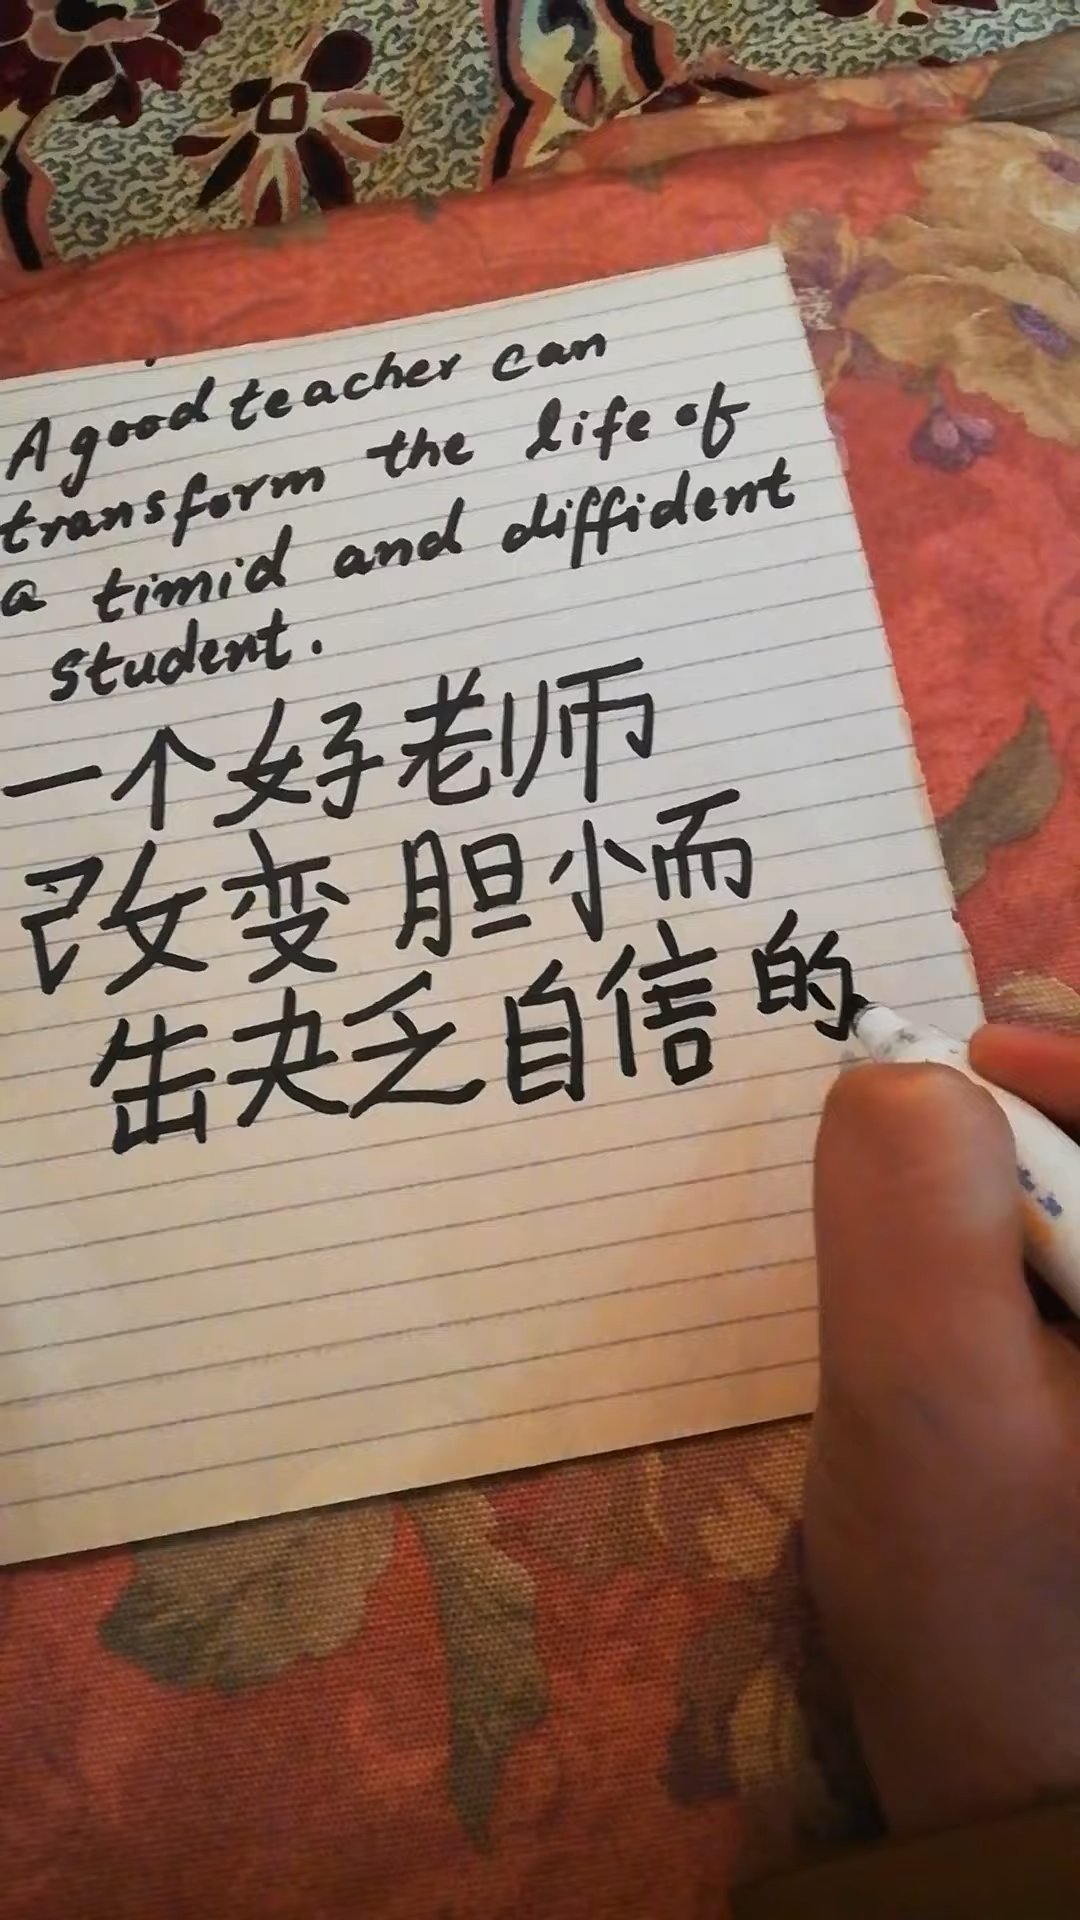 A good teacher can
transform the life of
a timid and diffident
student.
一个好老师
改变胆小而
缺乏自信的